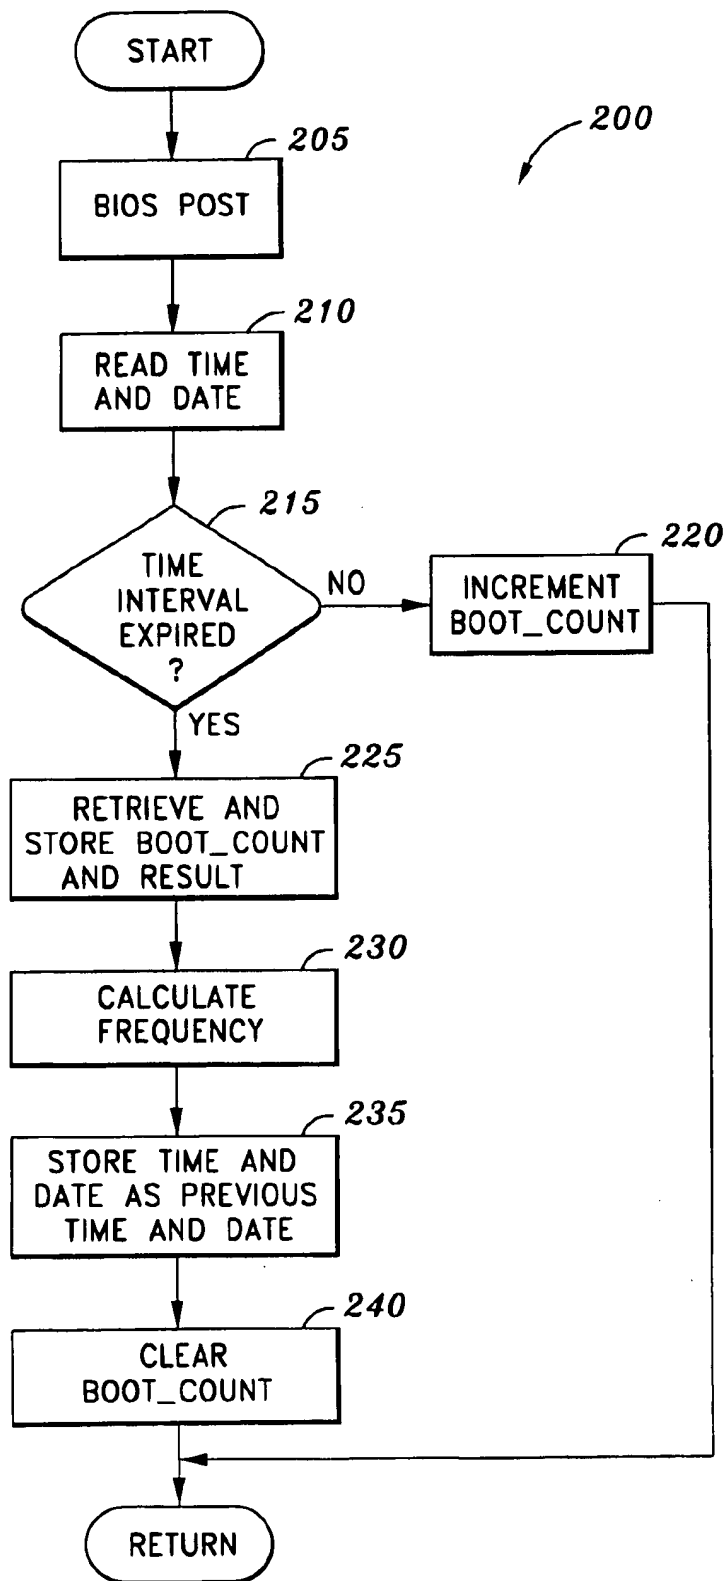 START
200
205
BIOS POST
210
READ TIME
AND DATE
215
TIME
INTERVAL
EXPIRED
?
NO
220
INCREMENT
BOOT_COUNT
YES
225
RETRIEVE AND
STORE BOOT_COUNT
AND RESULT
230
CALCULATE
FREQUENCY
235
STORE TIME AND
DATE AS PREVIOUS
TIME AND DATE
240
CLEAR
BOOT_COUNT
RETURN